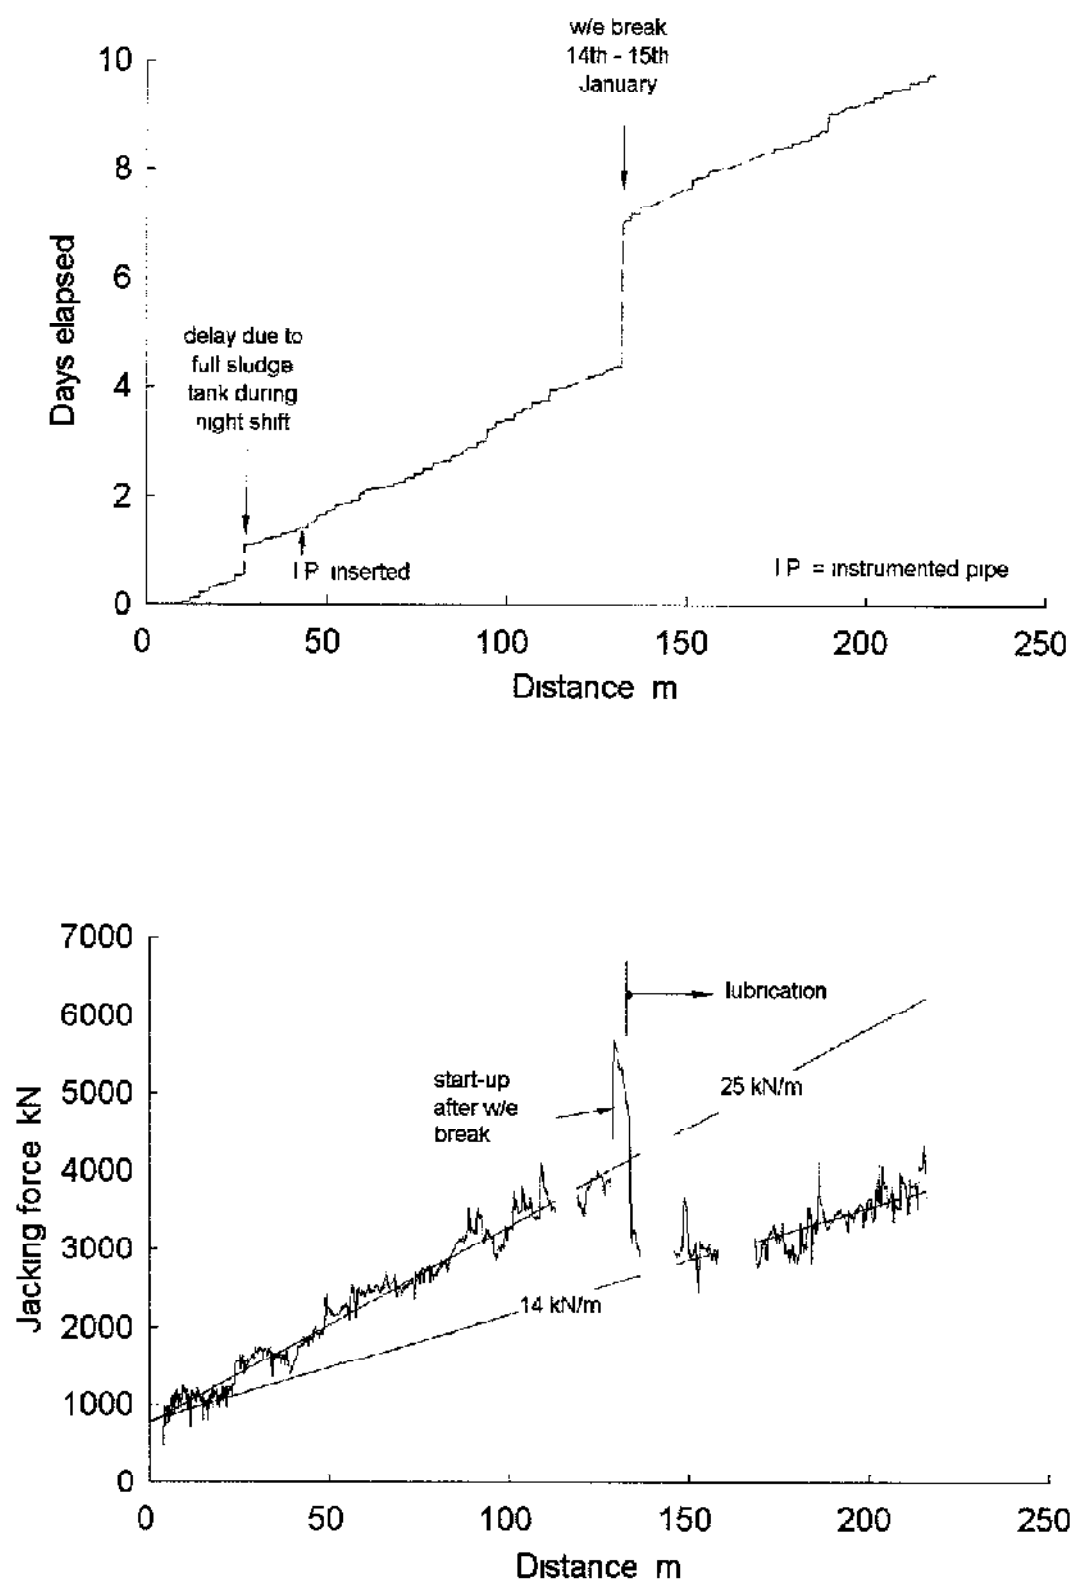 w/e break
14th - 15th
January
10
8
6
4
2
0
Days elapsed
delay due to
full sludge
tank during
night shift
I P inserted
I P = instrumented pipe
0 50 100 150 200 250
Distance m
7000
6000
5000
4000
3000
2000
1000
0
Jacking force kN
lubrication
start-up
after w/e
break
25 kN/m
14 kN/m
0 50 100 150 200 250
Distance m